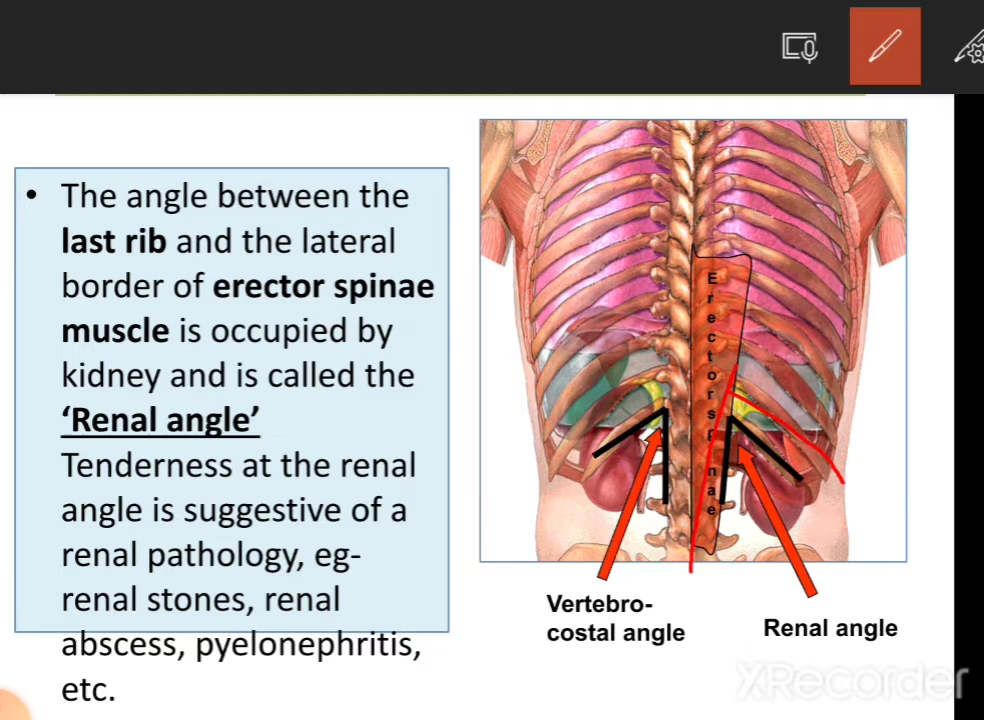 • The angle between the
last rib and the lateral
border of erector spinae
muscle is occupied by
kidney and is called the
‘Renal angle’
Tenderness at the renal
angle is suggestive of a
renal pathology, eg-
renal stones, renal
abscess, pyelonephritis,
etc.
Erector spinae
Vertebro-
costal angle
Renal angle
XRecorder